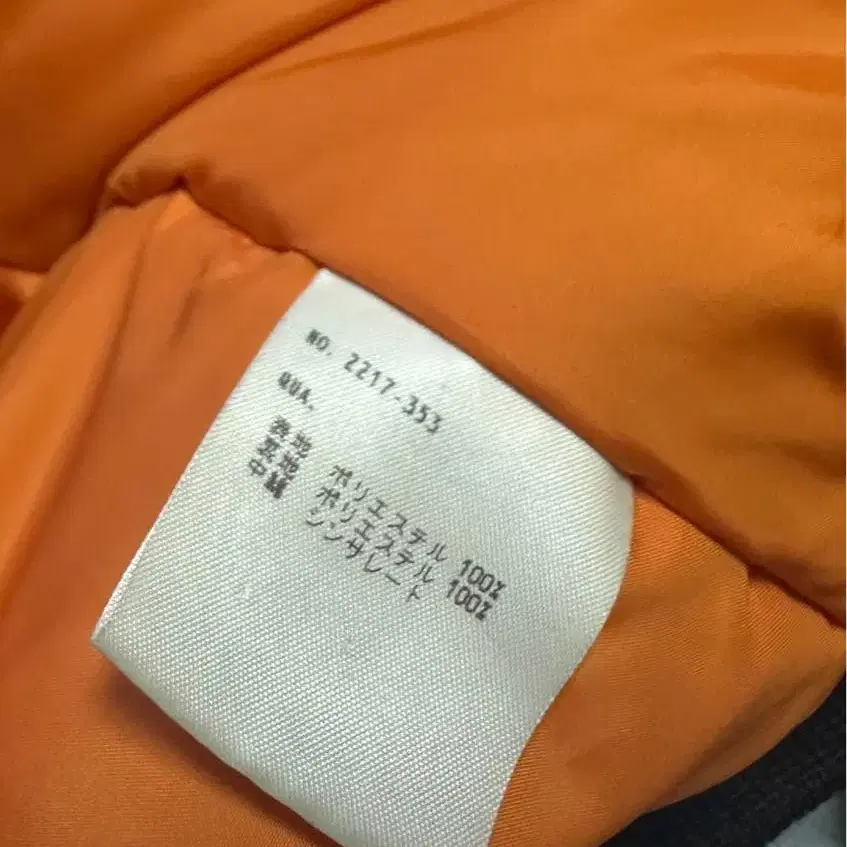 NO. 2217-353
QUA.
表地 ポリエステル 100%
裏地 ポリエステル 100%
中綿 シンサレート